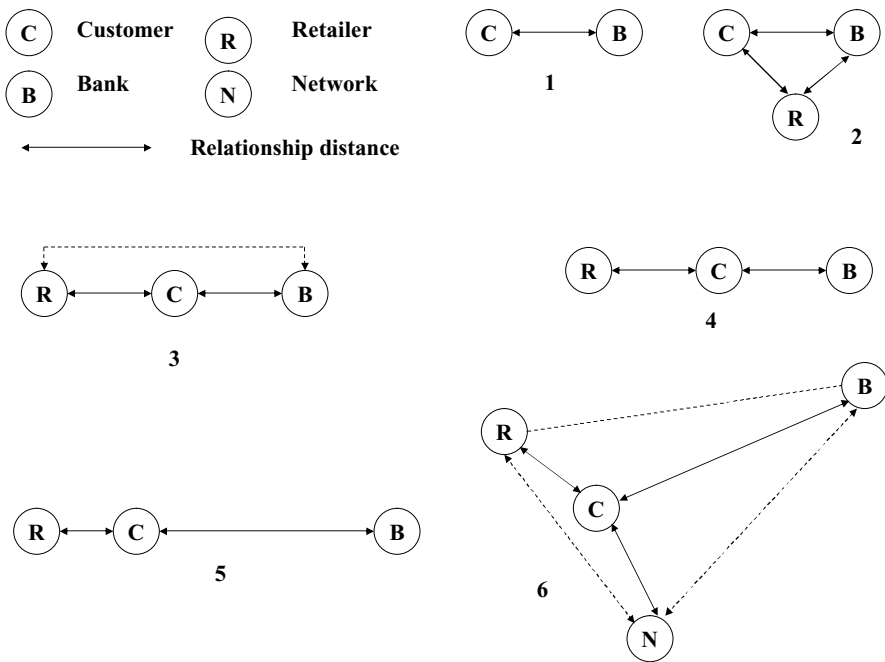 C Customer R Retailer
B Bank N Network
Relationship distance
C B
1
C B
R
2
R C B
3
R C B
4
R C B
5
B
R
C
6
N